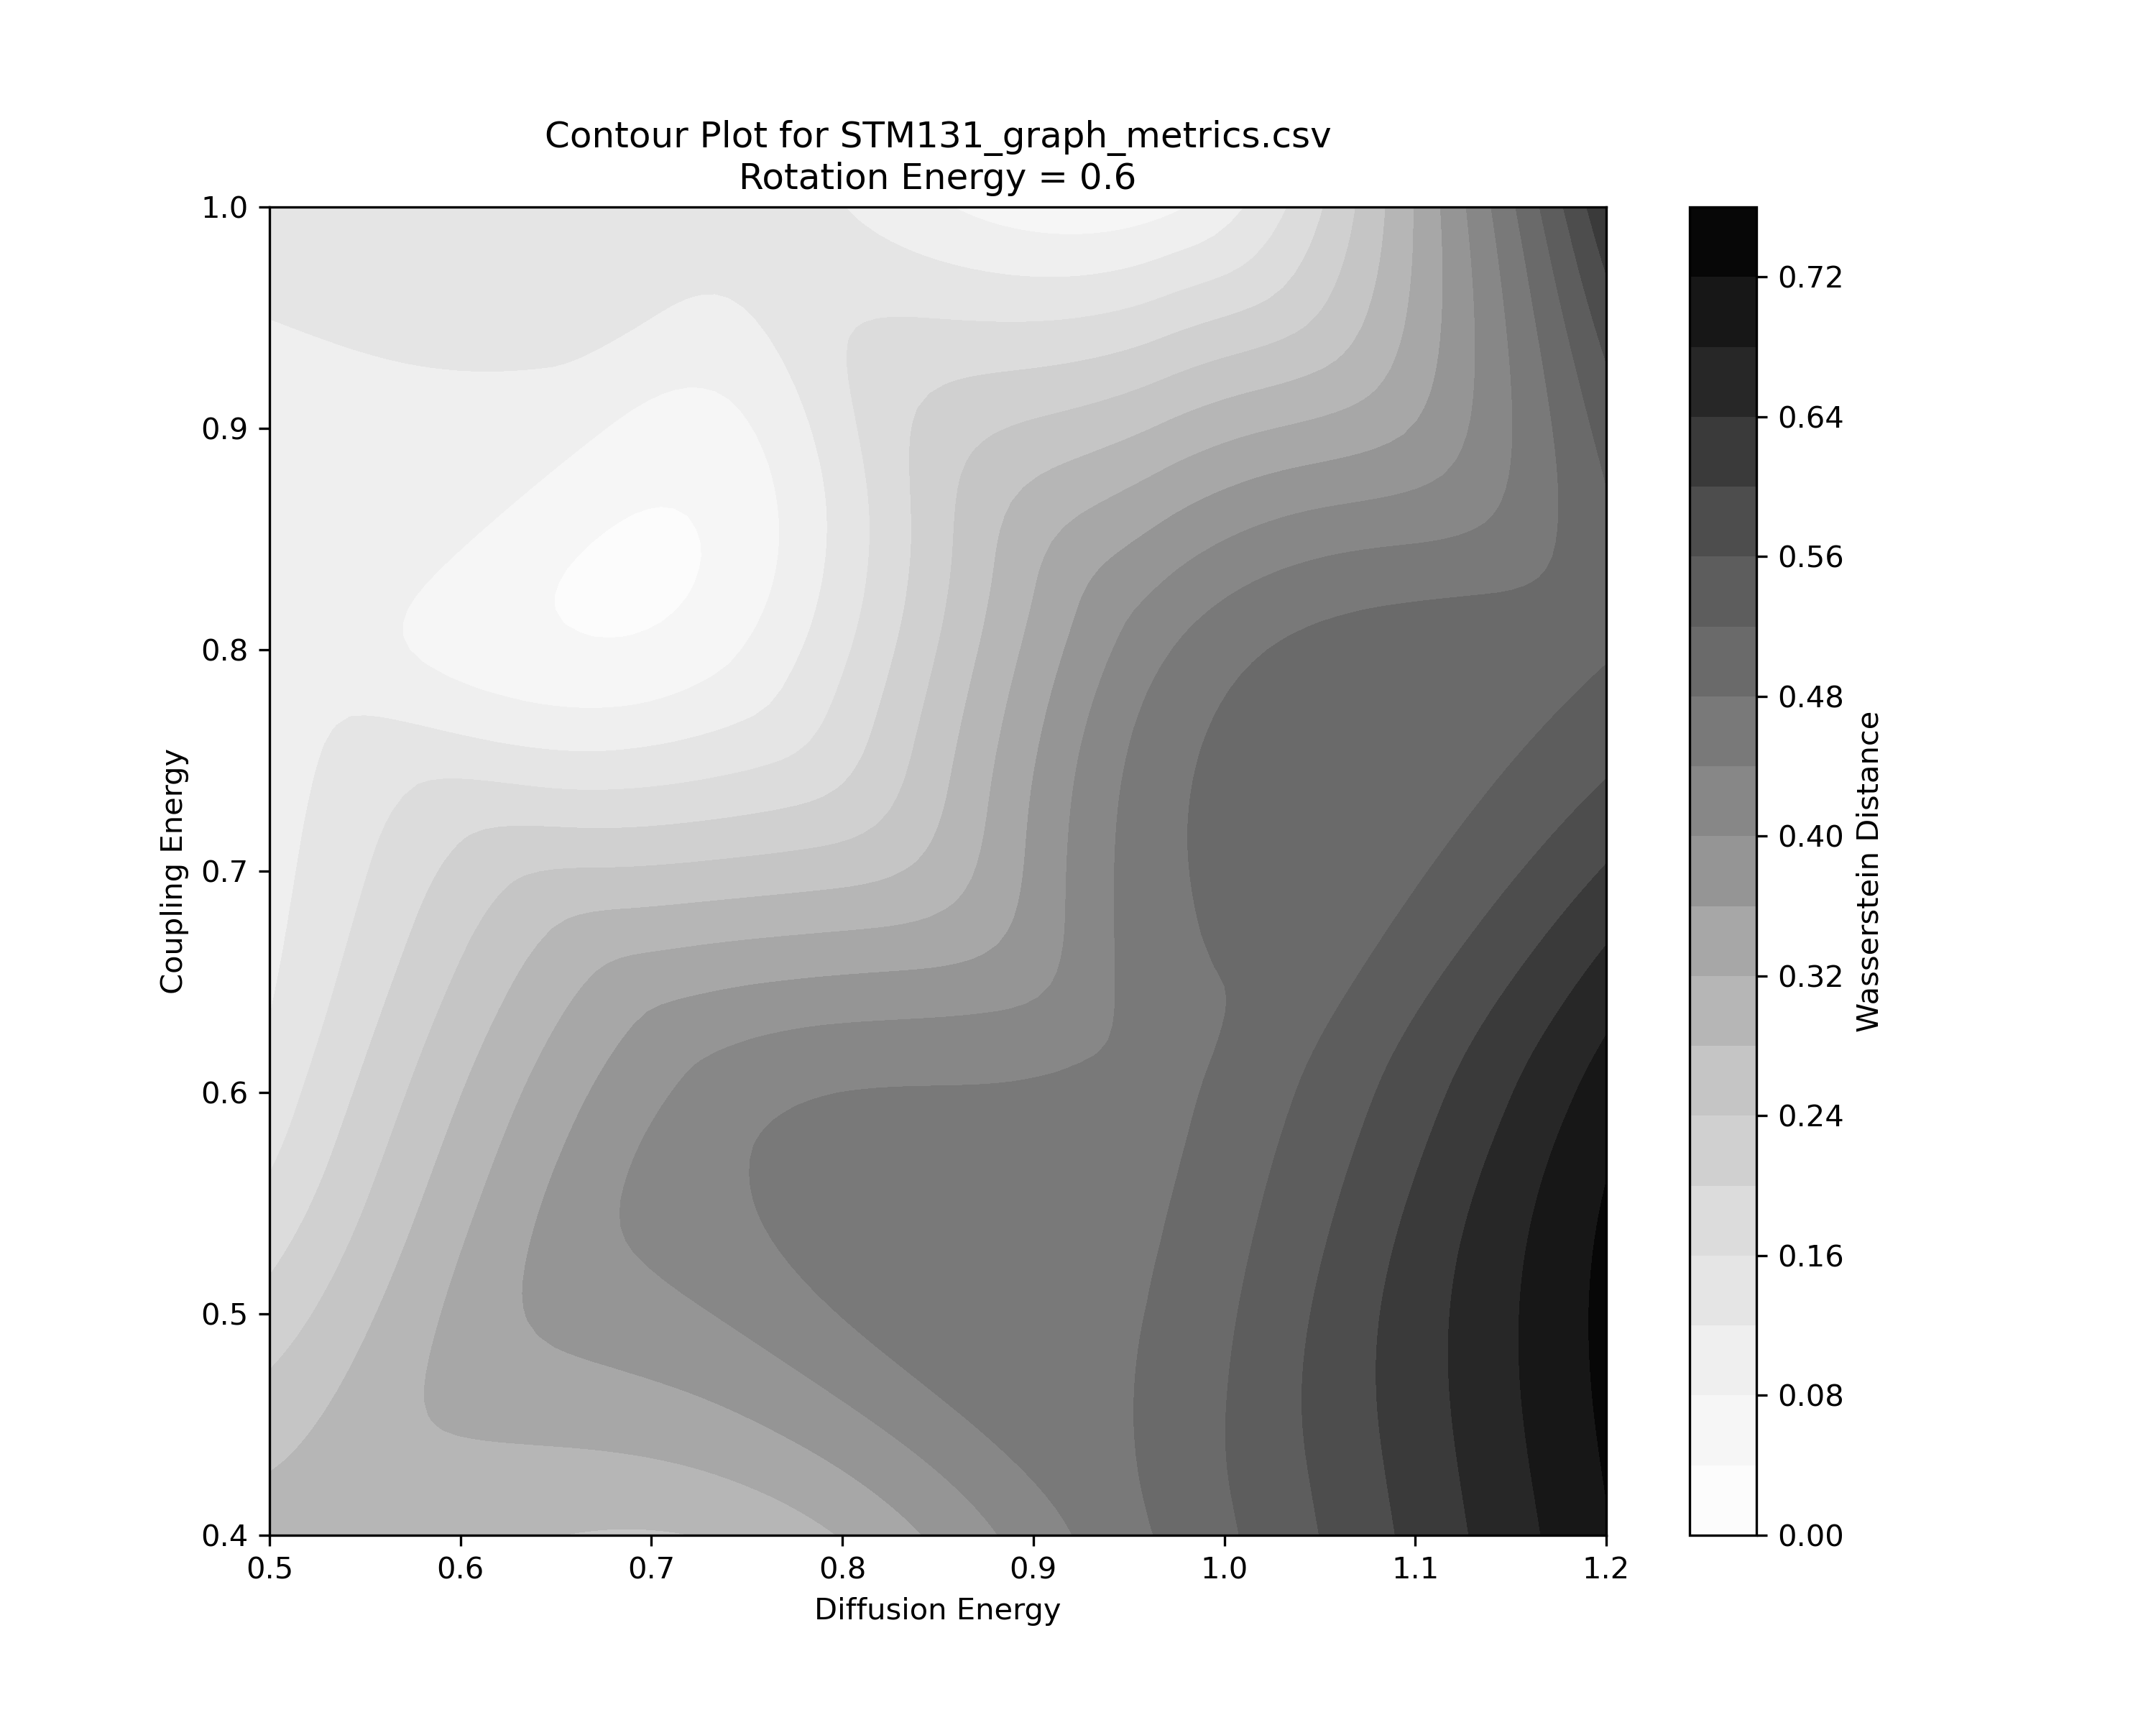 Contour Plot for STM131_graph_metrics.csv
Rotation Energy = 0.6
1.0
0.9
0.8
0.7
0.6
0.5
0.4
Coupling Energy
0.5 0.6 0.7 0.8 0.9 1.0 1.1 1.2
Diffusion Energy
0.72
0.64
0.56
0.48
0.40
0.32
0.24
0.16
0.08
0.00
Wasserstein Distance